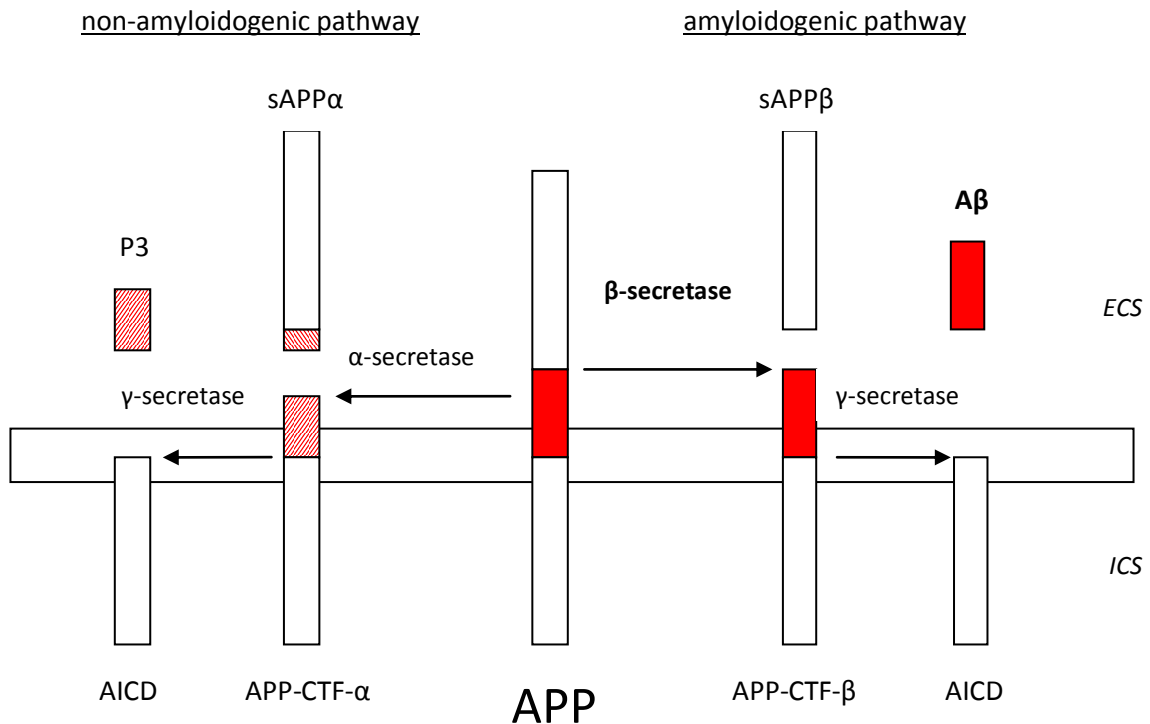 non-amyloidogenic pathway
amyloidogenic pathway
sAPPα
sAPPβ
Aβ
P3
β-secretase
ECS
α-secretase
γ-secretase
γ-secretase
ICS
AICD
APP-CTF-α
APP
APP-CTF-β
AICD